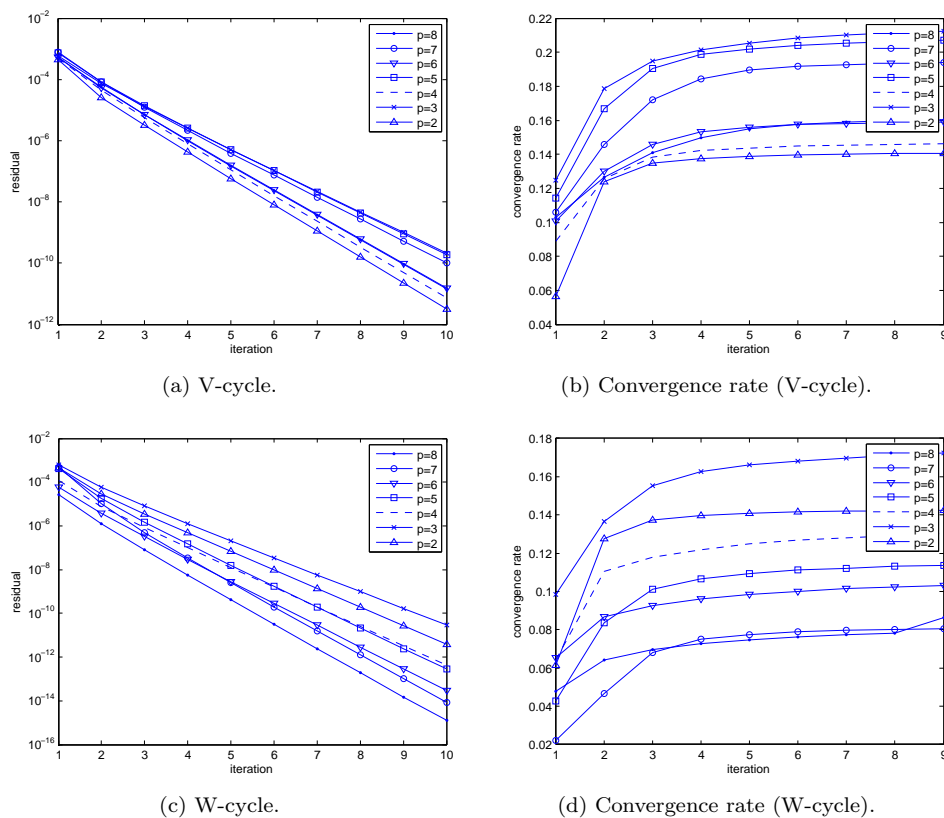 10−2
10−4
10−6
10−8
10−10
10−12
residual
1 2 3 4 5 6 7 8 9 10
iteration
p=8
p=7
p=6
p=5
p=4
p=3
p=2
(a) V-cycle.
0.22
0.2
0.18
0.16
0.14
0.12
0.1
0.08
0.06
0.04
convergence rate
1 2 3 4 5 6 7 8 9
iteration
p=8
p=7
p=6
p=5
p=4
p=3
p=2
(b) Convergence rate (V-cycle).
10−2
10−4
10−6
10−8
10−10
10−12
10−14
10−16
residual
1 2 3 4 5 6 7 8 9 10
iteration
p=8
p=7
p=6
p=5
p=4
p=3
p=2
(c) W-cycle.
0.18
0.16
0.14
0.12
0.1
0.08
0.06
0.04
0.02
convergence rate
1 2 3 4 5 6 7 8 9
iteration
p=8
p=7
p=6
p=5
p=4
p=3
p=2
(d) Convergence rate (W-cycle).